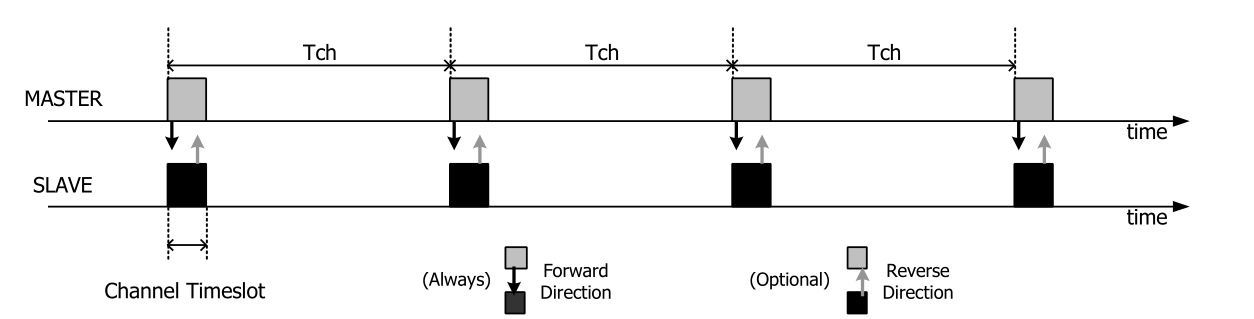 Tch Tch Tch
MASTER
time
SLAVE
time
Channel Timeslot
(Always)
Forward
Direction
(Optional)
Reverse
Direction